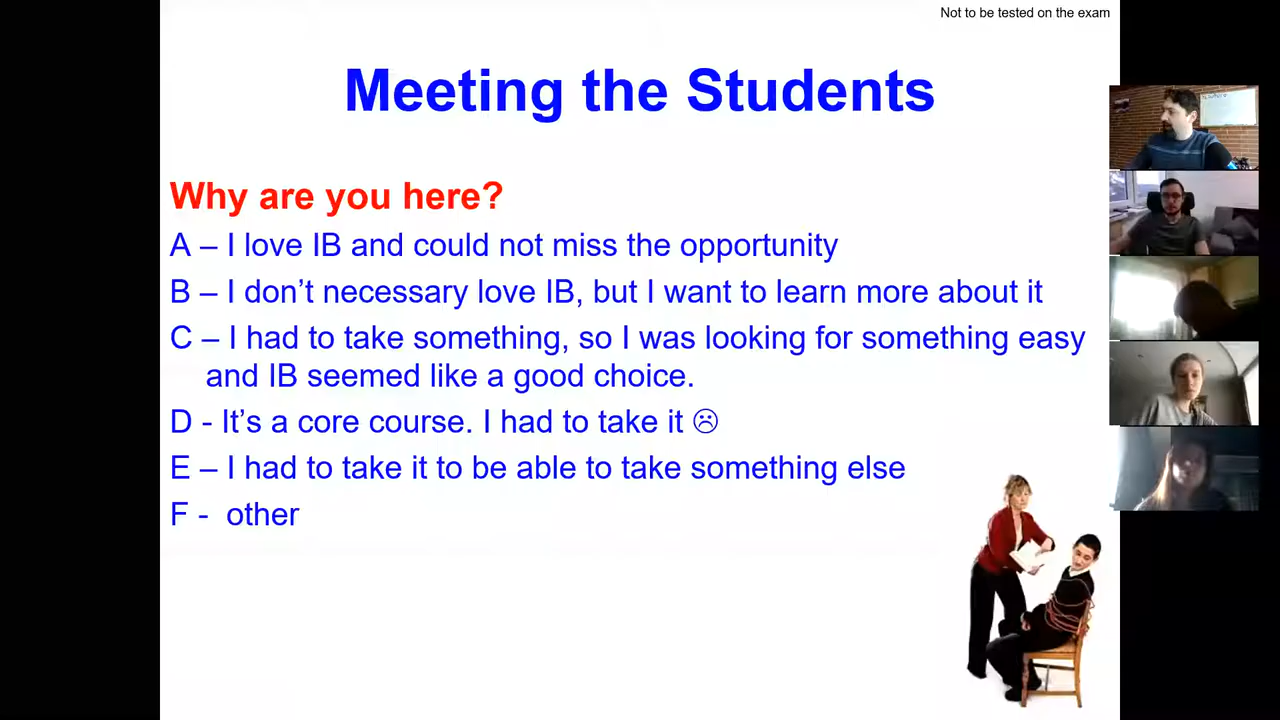 Not to be tested on the exam
Meeting the Students
Why are you here?
A – I love IB and could not miss the opportunity
B – I don’t necessary love IB, but I want to learn more about it
C – I had to take something, so I was looking for something easy
and IB seemed like a good choice.
D - It’s a core course. I had to take it ☹
E – I had to take it to be able to take something else
F - other